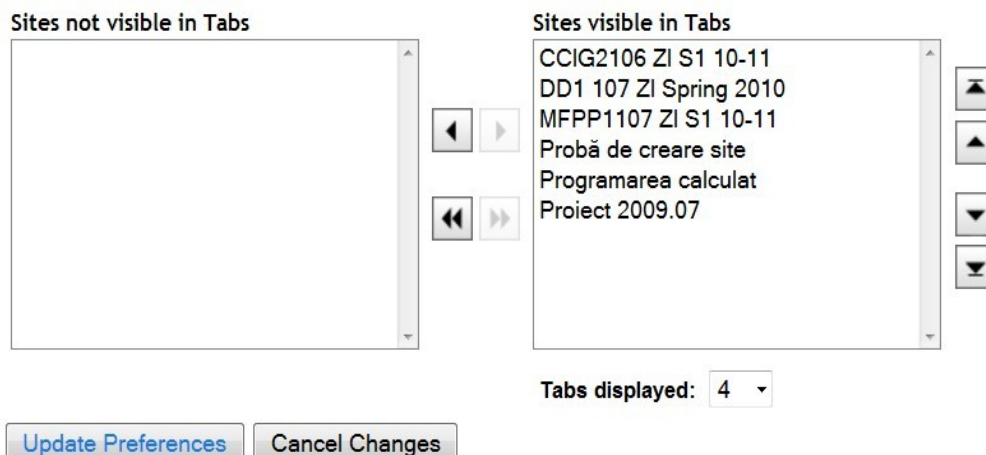 Sites not visible in Tabs
Sites visible in Tabs
CCIG2106 ZI S1 10-11
DD1 107 ZI Spring 2010
MFPP1107 ZI S1 10-11
Probă de creare site
Programarea calculat
Proiect 2009.07
Tabs displayed: 4
Update Preferences
Cancel Changes